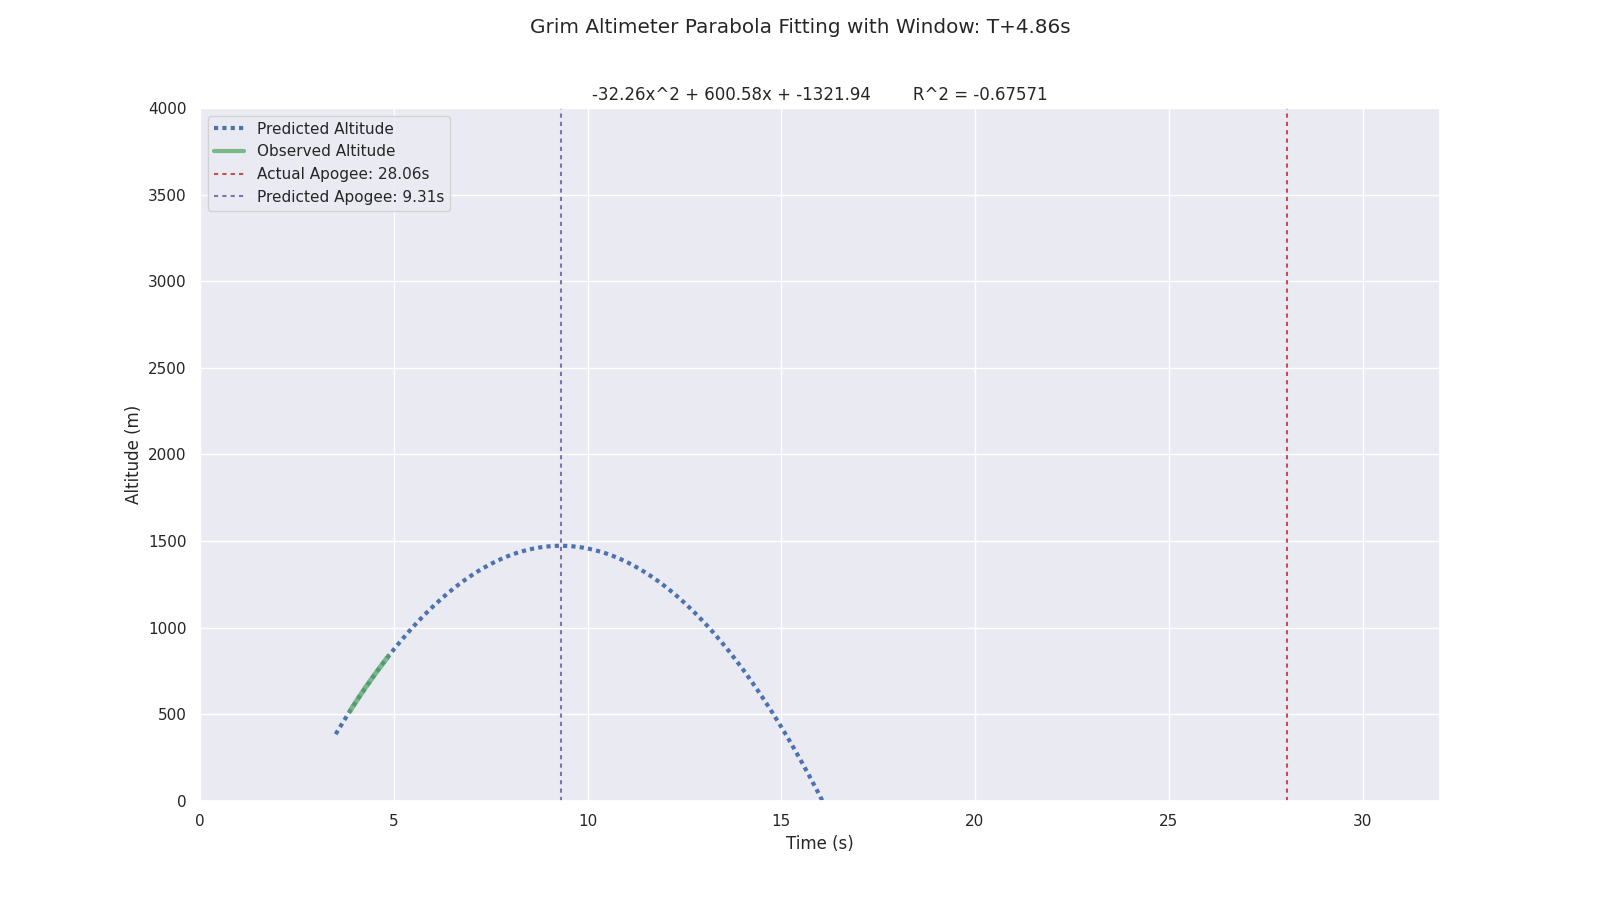 Grim Altimeter Parabola Fitting with Window: T+4.86s
-32.26x^2 + 600.58x + -1321.94 R^2 = -0.67571
Predicted Altitude
Observed Altitude
Actual Apogee: 28.06s
Predicted Apogee: 9.31s
4000
3500
3000
2500
2000
1500
1000
500
0
Altitude (m)
0 5 10 15 20 25 30
Time (s)